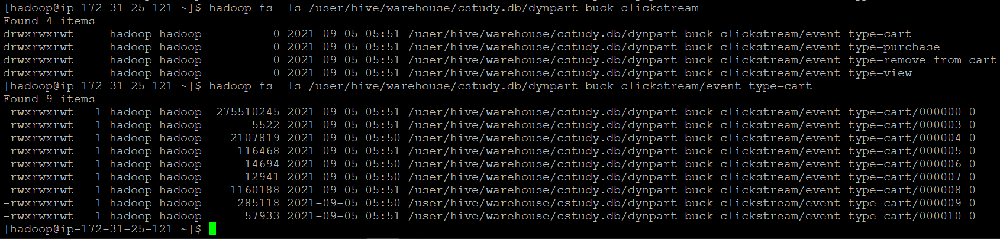 [hadoop@ip-172-31-25-121 ~]$ hadoop fs -ls /user/hive/warehouse/cstudy.db/dynpart_buck_clickstream
Found 4 items
drwxrwxrwt   - hadoop hadoop          0 2021-09-05 05:51 /user/hive/warehouse/cstudy.db/dynpart_buck_clickstream/event_type=cart
drwxrwxrwt   - hadoop hadoop          0 2021-09-05 05:51 /user/hive/warehouse/cstudy.db/dynpart_buck_clickstream/event_type=purchase
drwxrwxrwt   - hadoop hadoop          0 2021-09-05 05:51 /user/hive/warehouse/cstudy.db/dynpart_buck_clickstream/event_type=remove_from_cart
drwxrwxrwt   - hadoop hadoop          0 2021-09-05 05:51 /user/hive/warehouse/cstudy.db/dynpart_buck_clickstream/event_type=view
[hadoop@ip-172-31-25-121 ~]$ hadoop fs -ls /user/hive/warehouse/cstudy.db/dynpart_buck_clickstream/event_type=cart
Found 9 items
-rwxrwxrwt   1 hadoop hadoop  275510245 2021-09-05 05:51 /user/hive/warehouse/cstudy.db/dynpart_buck_clickstream/event_type=cart/000000_0
-rwxrwxrwt   1 hadoop hadoop       5522 2021-09-05 05:51 /user/hive/warehouse/cstudy.db/dynpart_buck_clickstream/event_type=cart/000003_0
-rwxrwxrwt   1 hadoop hadoop    2107819 2021-09-05 05:50 /user/hive/warehouse/cstudy.db/dynpart_buck_clickstream/event_type=cart/000004_0
-rwxrwxrwt   1 hadoop hadoop     116468 2021-09-05 05:51 /user/hive/warehouse/cstudy.db/dynpart_buck_clickstream/event_type=cart/000005_0
-rwxrwxrwt   1 hadoop hadoop      14694 2021-09-05 05:50 /user/hive/warehouse/cstudy.db/dynpart_buck_clickstream/event_type=cart/000006_0
-rwxrwxrwt   1 hadoop hadoop      12941 2021-09-05 05:50 /user/hive/warehouse/cstudy.db/dynpart_buck_clickstream/event_type=cart/000007_0
-rwxrwxrwt   1 hadoop hadoop    1160188 2021-09-05 05:51 /user/hive/warehouse/cstudy.db/dynpart_buck_clickstream/event_type=cart/000008_0
-rwxrwxrwt   1 hadoop hadoop     285118 2021-09-05 05:50 /user/hive/warehouse/cstudy.db/dynpart_buck_clickstream/event_type=cart/000009_0
-rwxrwxrwt   1 hadoop hadoop      57933 2021-09-05 05:51 /user/hive/warehouse/cstudy.db/dynpart_buck_clickstream/event_type=cart/000010_0
[hadoop@ip-172-31-25-121 ~]$